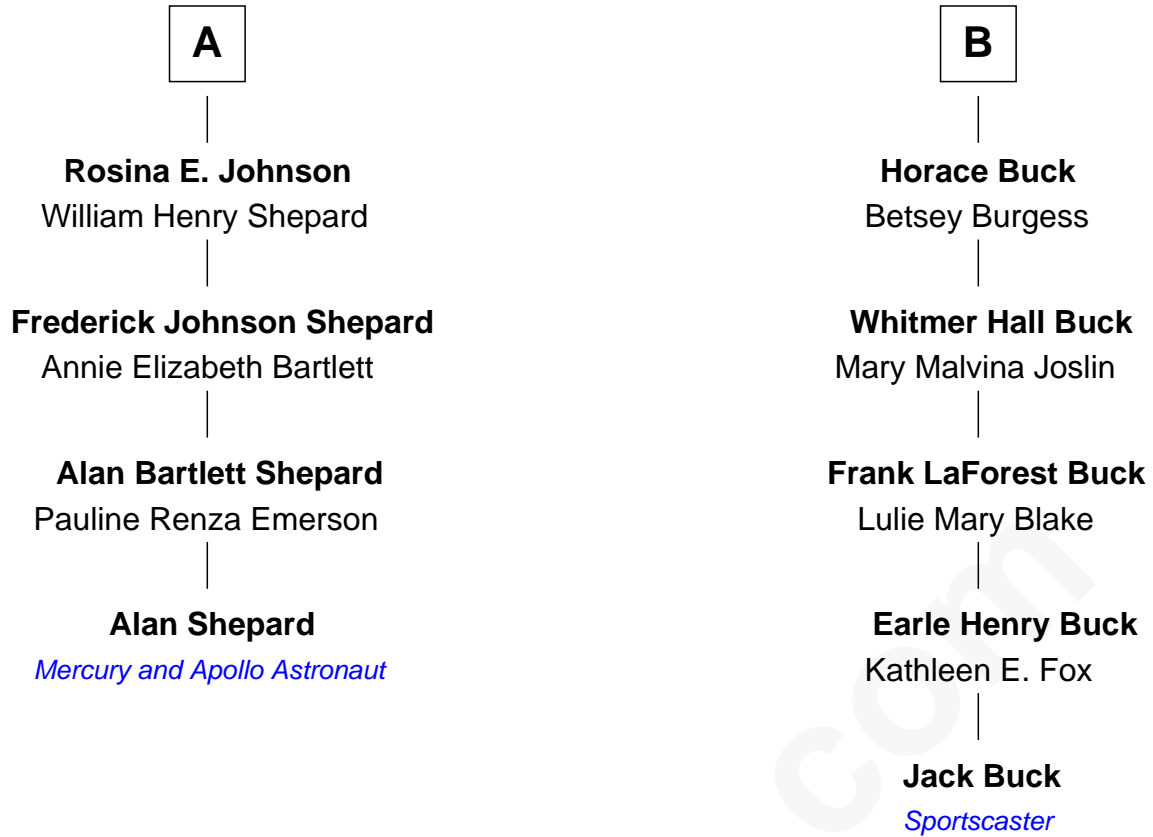 A
Rosina E. Johnson
William Henry Shepard
Frederick Johnson Shepard
Annie Elizabeth Bartlett
Alan Bartlett Shepard
Pauline Renza Emerson
Alan Shepard
Mercury and Apollo Astronaut
B
Horace Buck
Betsey Burgess
Whitmer Hall Buck
Mary Malvina Joslin
Frank LaForest Buck
Lulie Mary Blake
Earle Henry Buck
Kathleen E. Fox
Jack Buck
Sportscaster
com